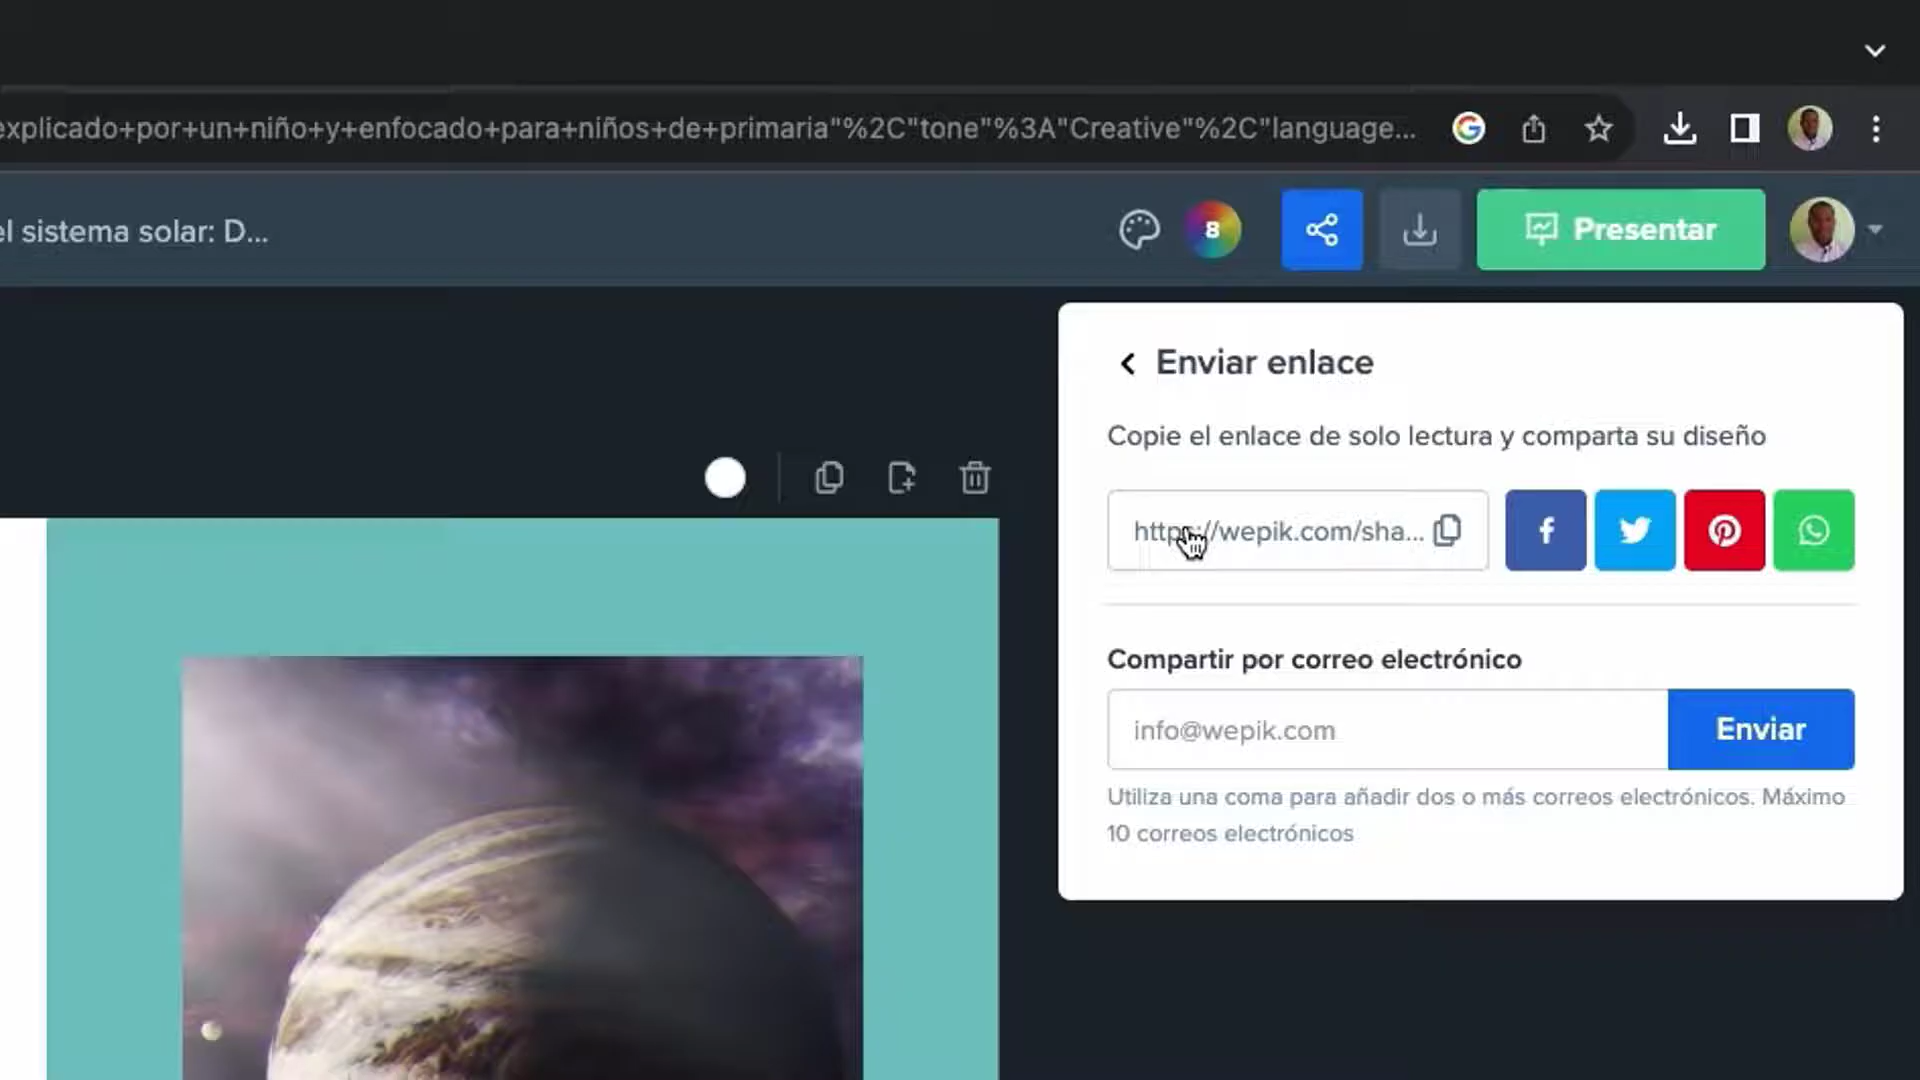 explicado+por+un+niño+y+enfocado+para+niños+de+primaria"%2C"tone"%3A"Creative"%2C"language...
el sistema solar: D...
8
Presentar
Enviar enlace
Copie el enlace de solo lectura y comparta su diseño
https://wepik.com/sha...
Compartir por correo electrónico
info@wepik.com
Enviar
Utiliza una coma para añadir dos o más correos electrónicos. Máximo
10 correos electrónicos